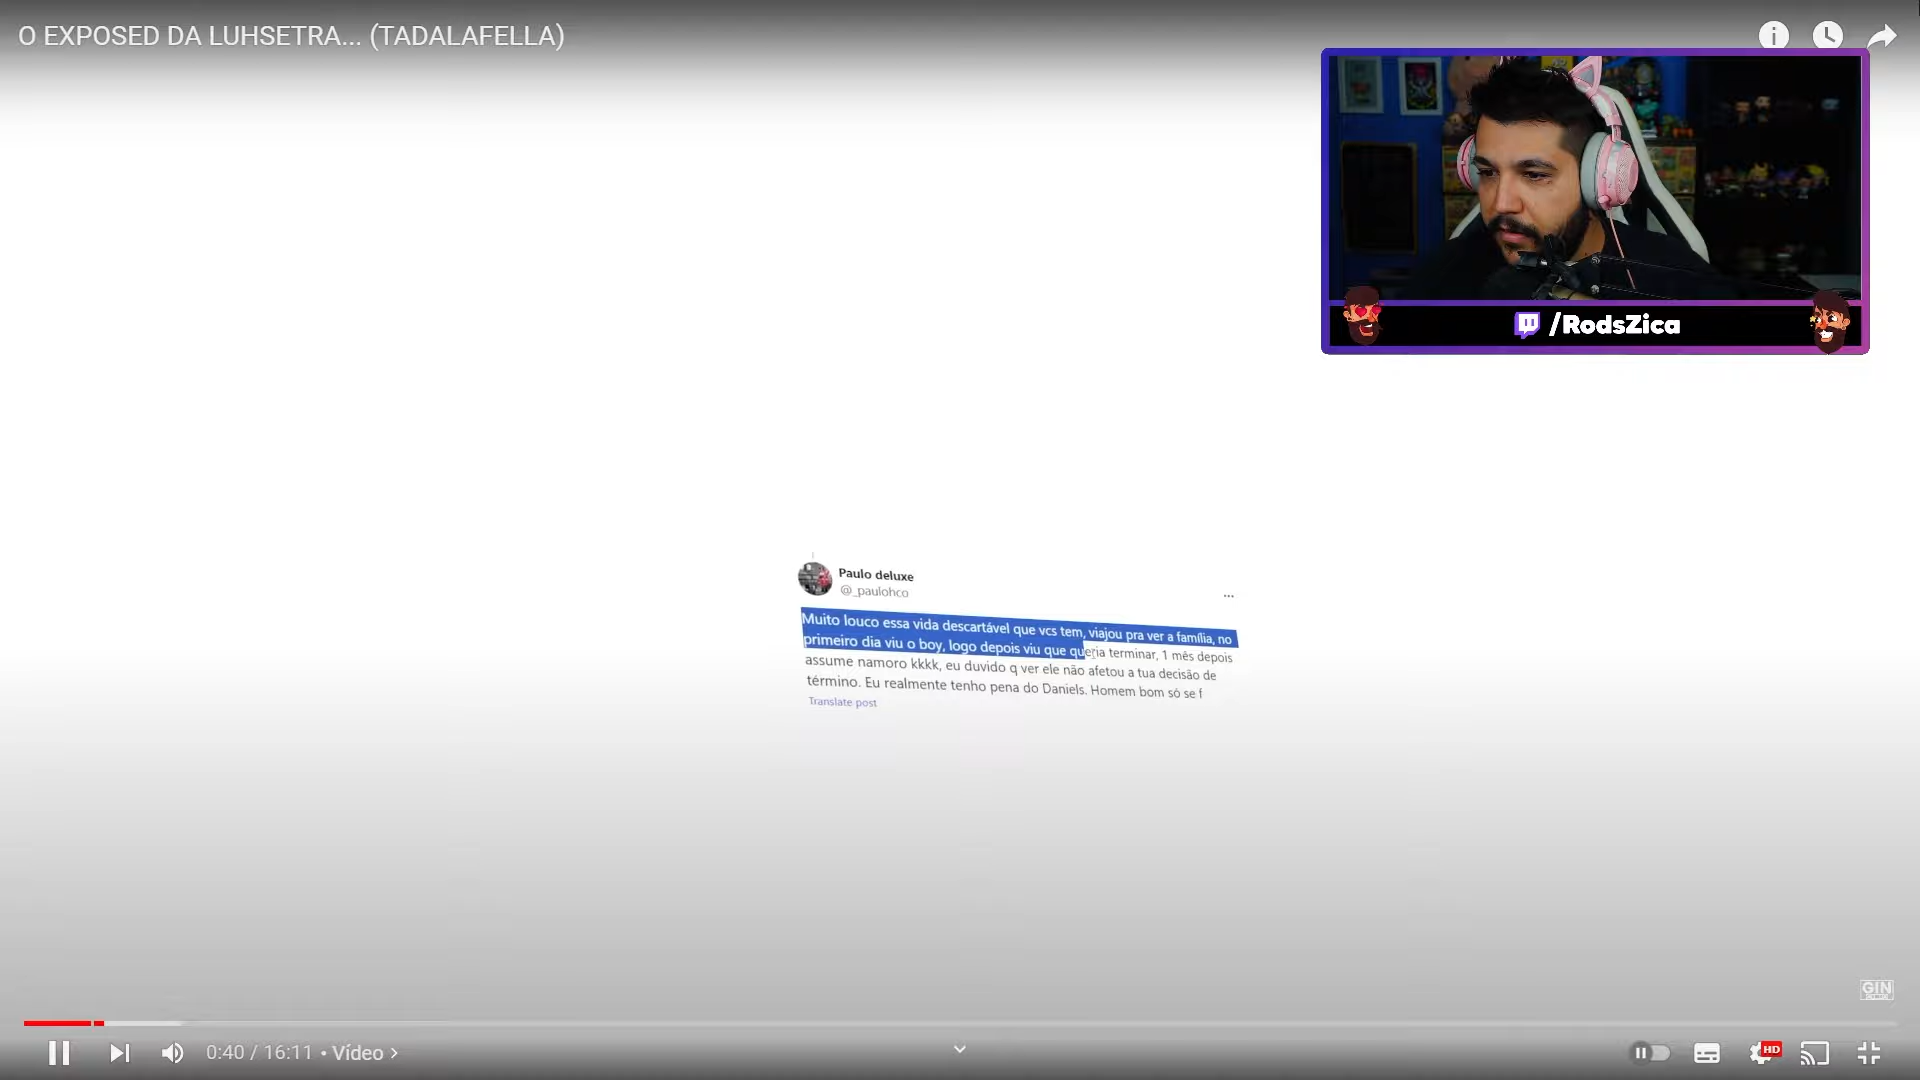 O EXPOSED DA LUHSETRA... (TADALAFELLA)
/RodsZica
Paulo deluxe
@_paulohco
...
Muito louco essa vida descartável que vcs tem, viajou pra ver a família, no
primeiro dia viu o boy, logo depois viu que queria terminar, 1 mês depois
assume namoro kkkk, eu duvido q ver ele não afetou a tua decisão de
término. Eu realmente tenho pena do Daniels. Homem bom só se f
Translate post
GIN
0:40 / 16:11 • Vídeo >
HD